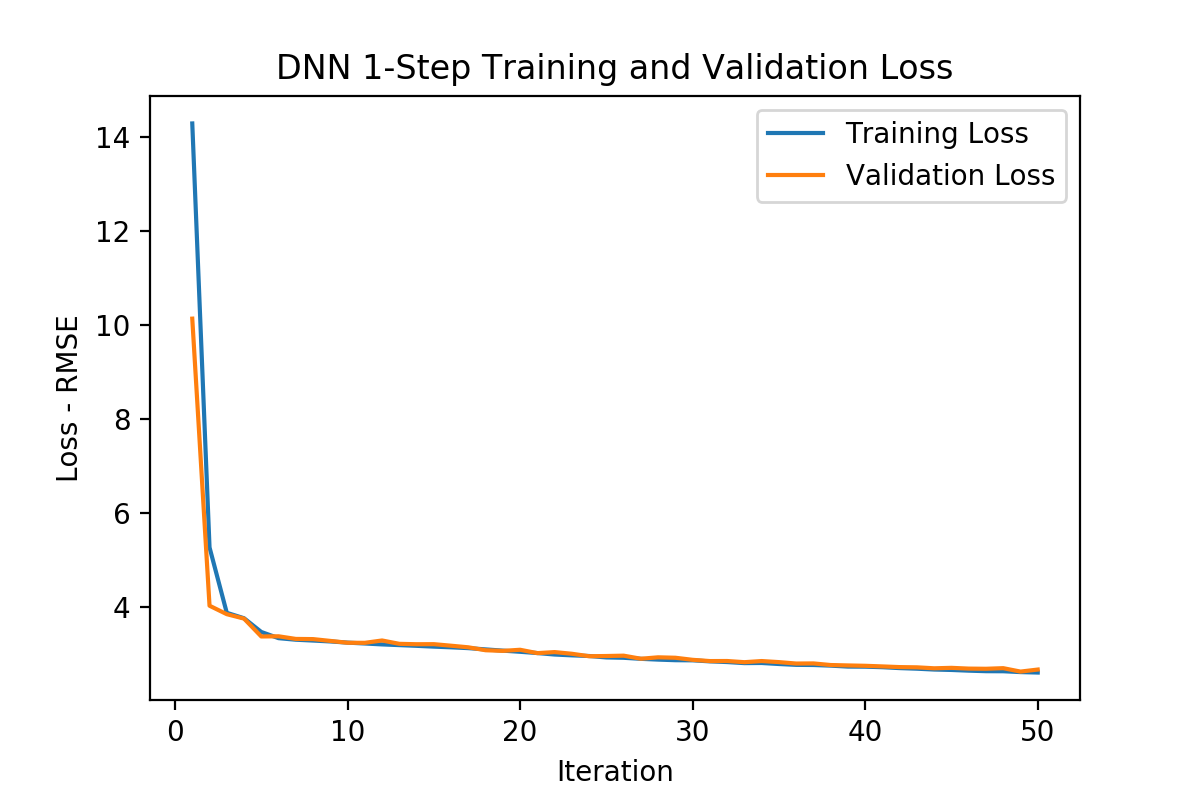 DNN 1-Step Training and Validation Loss
Training Loss
Validation Loss
14
12
10
8
6
4
Loss - RMSE
0 10 20 30 40 50
Iteration